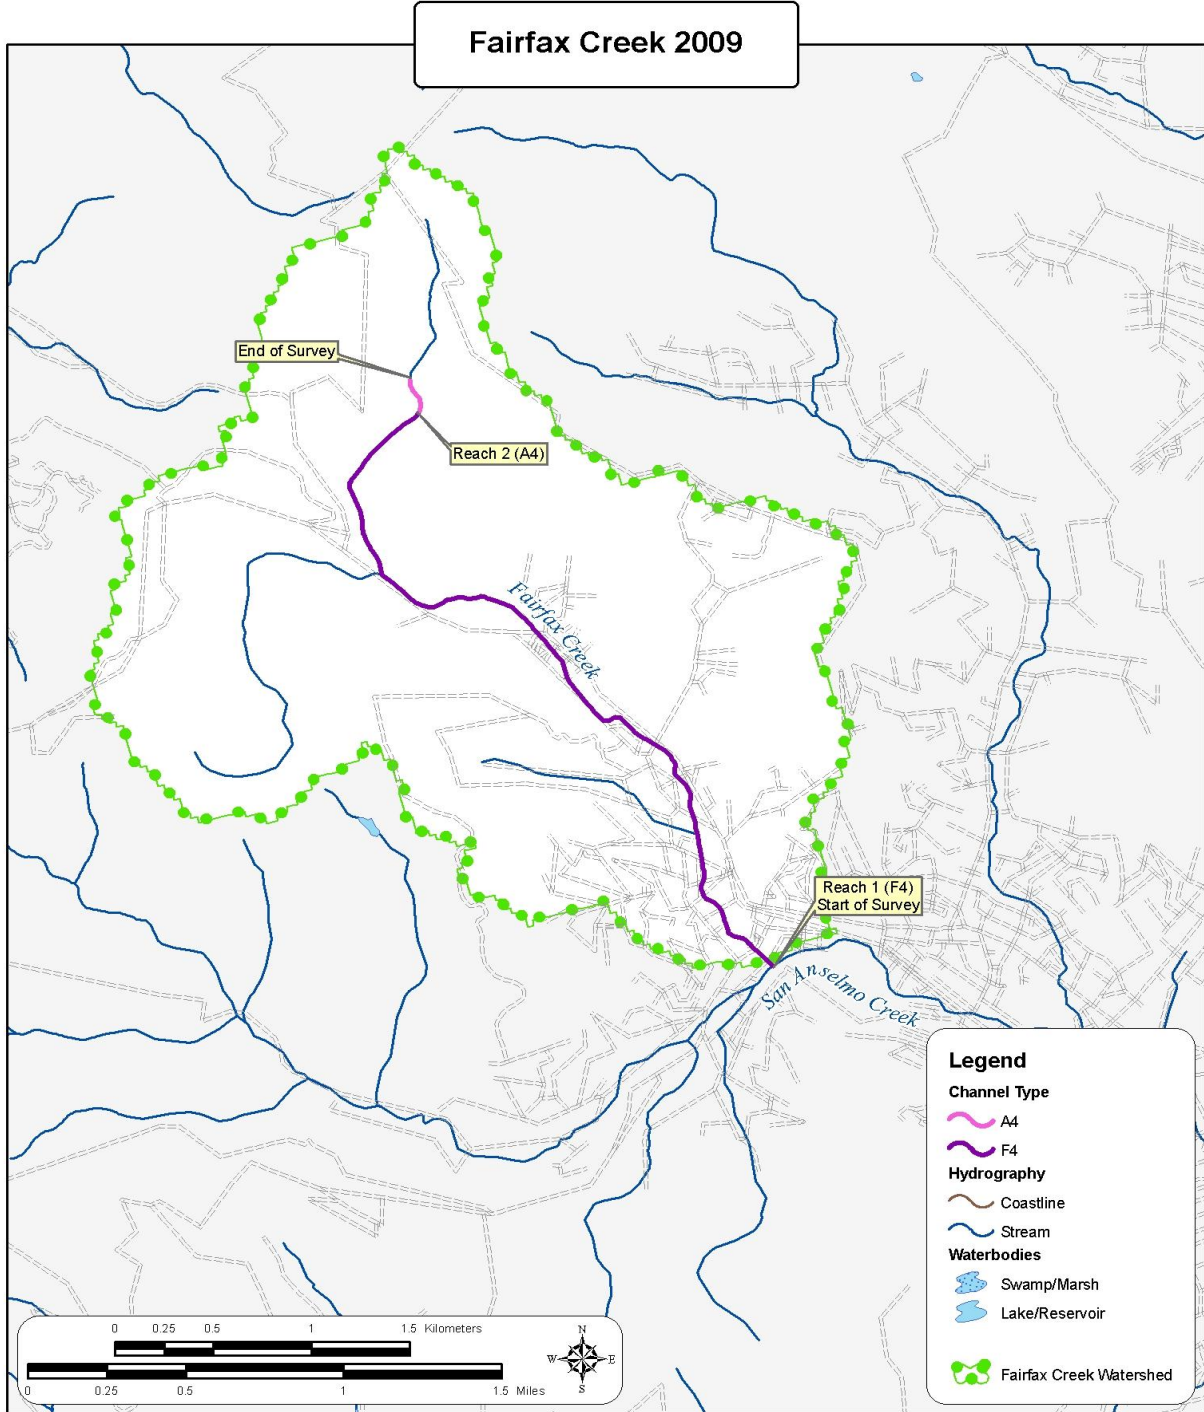 Fairfax Creek 2009
End of Survey
Reach 2 (A4)
Fairfax Creek
Reach 1 (F4)
Start of Survey
San Anselmo Creek
Legend
Channel Type
A4
F4
Hydrography
Coastline
Stream
Waterbodies
Swamp/Marsh
Lake/Reservoir
Fairfax Creek Watershed
0 0.25 0.5 1 1.5 Kilometers
0 0.25 0.5 1 1.5 Miles
N
W E
S